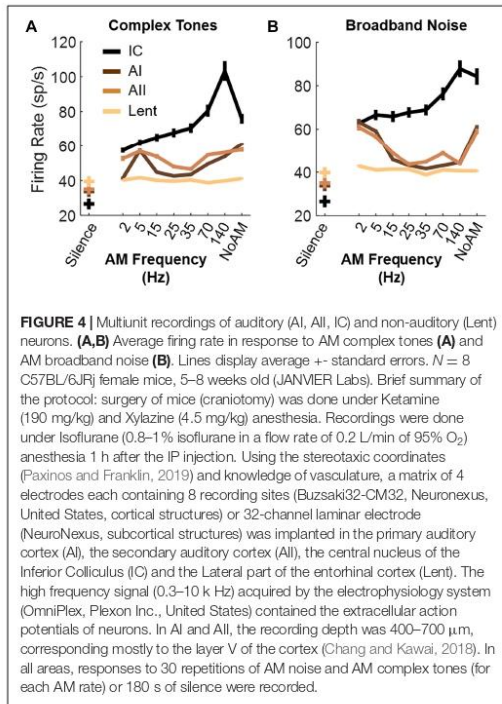 A Complex Tones
B Broadband Noise
IC
AI
AII
Lent
Firing Rate (sp/s)
120
100
80
60
40
20
100
80
60
40
20
Silence
2
5
15
25
35
70
140
NoAM
AM Frequency
(Hz)
Silence
2
5
15
25
35
70
140
NoAM
AM Frequency
(Hz)
FIGURE 4 | Multiunit recordings of auditory (AI, AII, IC) and non-auditory (Lent)
neurons. (A,B) Average firing rate in response to AM complex tones (A) and
AM broadband noise (B). Lines display average +- standard errors. N = 8
C57BL/6JRj female mice, 5–8 weeks old (JANVIER Labs). Brief summary of
the protocol: surgery of mice (craniotomy) was done under Ketamine
(190 mg/kg) and Xylazine (4.5 mg/kg) anesthesia. Recordings were done
under Isoflurane (0.8–1% isoflurane in a flow rate of 0.2 L/min of 95% O₂)
anesthesia 1 h after the IP injection. Using the stereotaxic coordinates
(Paxinos and Franklin, 2019) and knowledge of vasculature, a matrix of 4
electrodes each containing 8 recording sites (Buzsaki32-CM32, Neuronexus,
United States, cortical structures) or 32-channel laminar electrode
(NeuroNexus, subcortical structures) was implanted in the primary auditory
cortex (AI), the secondary auditory cortex (AII), the central nucleus of the
Inferior Colliculus (IC) and the Lateral part of the entorhinal cortex (Lent). The
high frequency signal (0.3–10 k Hz) acquired by the electrophysiology system
(OmniPlex, Plexon Inc., United States) contained the extracellular action
potentials of neurons. In AI and AII, the recording depth was 400–700 μm,
corresponding mostly to the layer V of the cortex (Chang and Kawai, 2018). In
all areas, responses to 30 repetitions of AM noise and AM complex tones (for
each AM rate) or 180 s of silence were recorded.